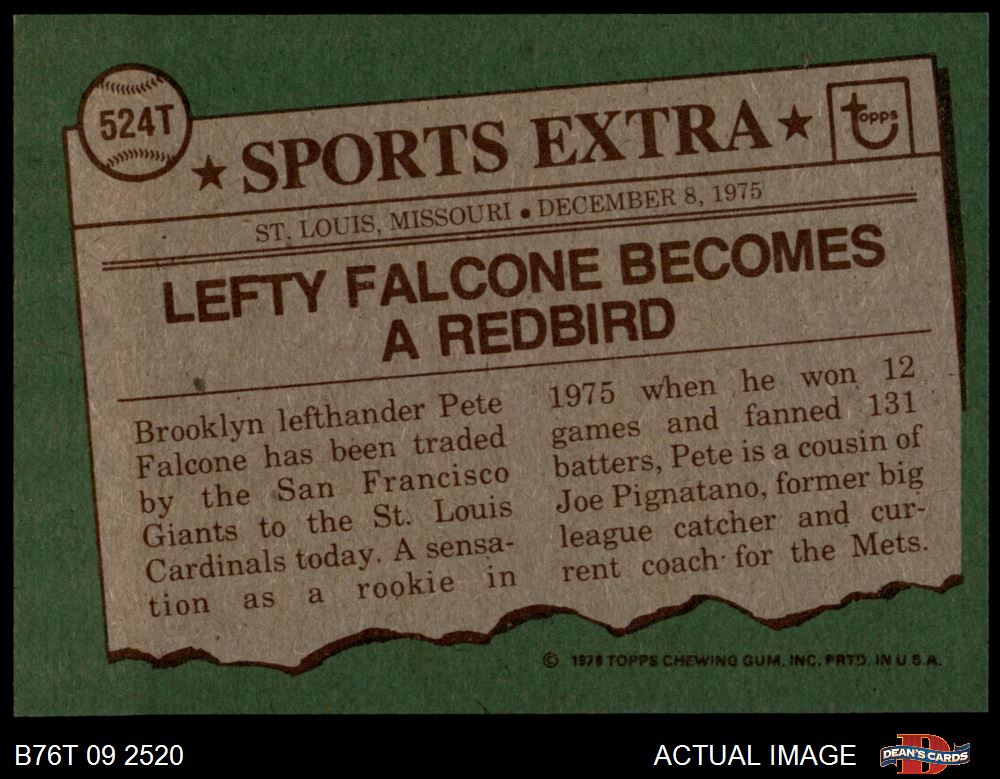 524T
★ SPORTS EXTRA ★
Topps
ST. LOUIS, MISSOURI • DECEMBER 8, 1975
LEFTY FALCONE BECOMES
A REDBIRD
Brooklyn lefthander Pete
Falcone has been traded
by the San Francisco
Giants to the St. Louis
Cardinals today. A sensa-
tion as a rookie in
1975 when he won 12
games and fanned 131
batters, Pete is a cousin of
Joe Pignatano, former big
league catcher and cur-
rent coach for the Mets.
© 1976 TOPPS CHEWING GUM, INC. PRTD. IN U.S.A.
B76T 09 2520
ACTUAL IMAGE
DEAN'S CARDS